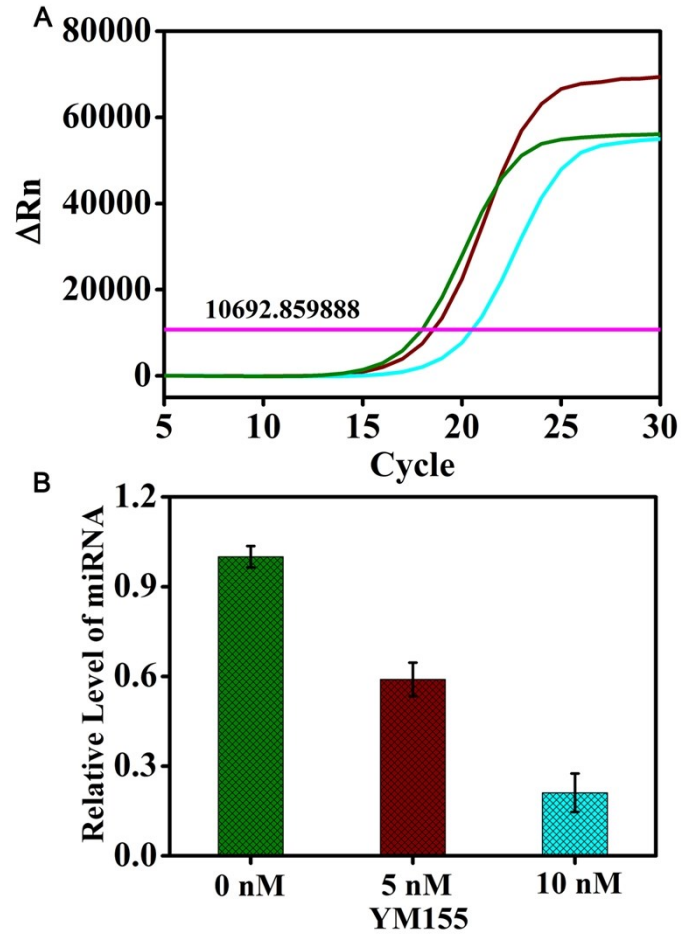 A
80000
60000
40000
20000
0
ΔRn
10692.859888
5 10 15 20 25 30
Cycle
B
1.2
0.9
0.6
0.3
0.0
Relative Level of miRNA
0 nM 5 nM 10 nM
YM155